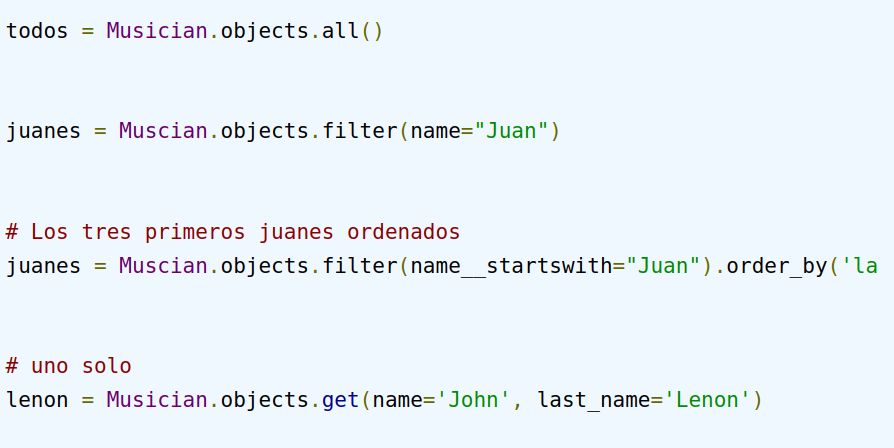 todos = Musician.objects.all()
juanes = Muscian.objects.filter(name="Juan")
# Los tres primeros juanes ordenados
juanes = Muscian.objects.filter(name__startswith="Juan").order_by('la
# uno solo
lenon = Musician.objects.get(name='John', last_name='Lenon')